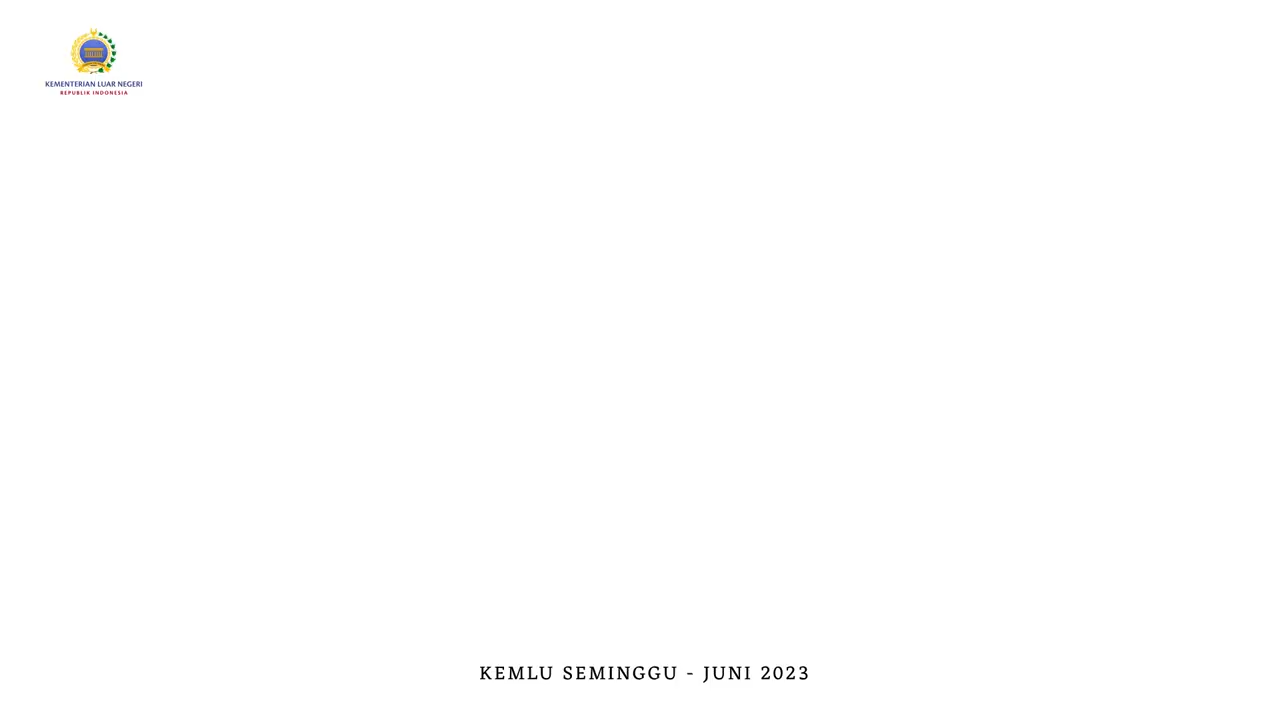 KEMENTERIAN LUAR NEGERI
REPUBLIK INDONESIA
KEMLU SEMINGGU - JUNI 2023